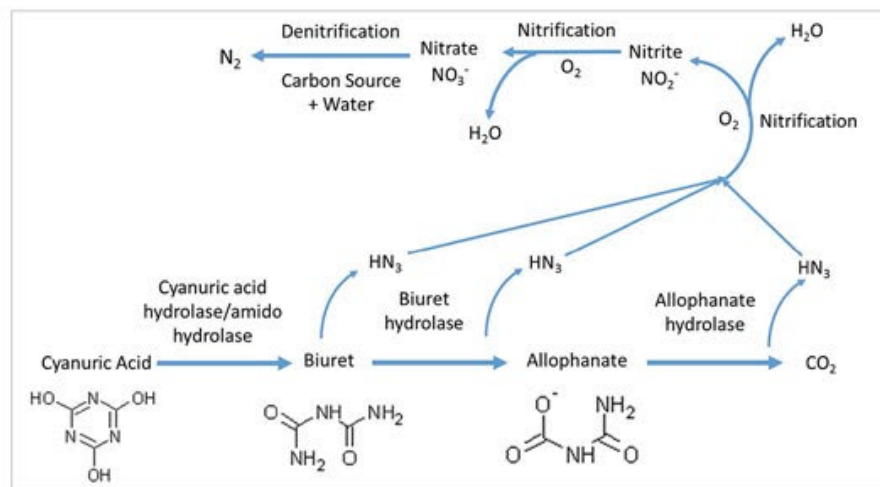 Denitrification
N₂
Carbon Source
+ Water
Nitrate
NO₃⁻
Nitrification
O₂
H₂O
Nitrite
NO₂⁻
H₂O
O₂
Nitrification
HN₃
HN₃
HN₃
Cyanuric acid
hydrolase/amido
hydrolase
Biuret
hydrolase
Allophanate
hydrolase
Cyanuric Acid
Biuret
Allophanate
CO₂
HO
N
OH
N
N
OH
O
NH
NH₂
NH₂
O
O⁻
NH₂
O
NH
O